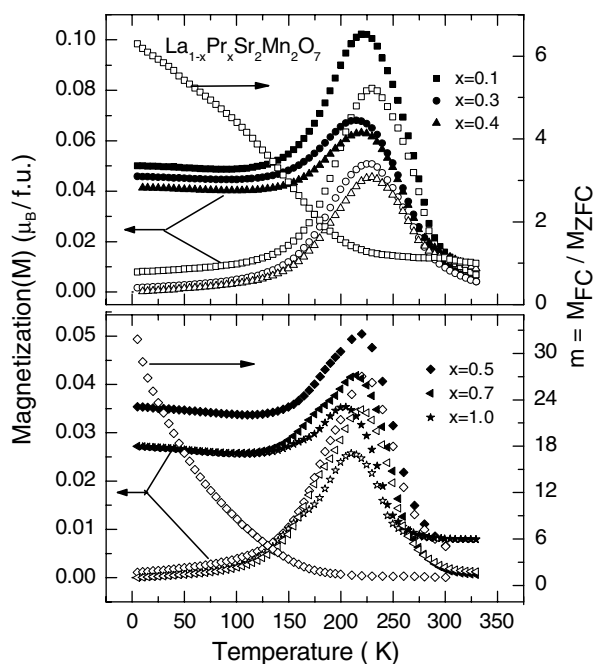 La1-xPrxSr2Mn2O7
x=0.1
x=0.3
x=0.4
0.10
0.08
0.06
0.04
0.02
0.00
6
5
4
3
2
1
0
Magnetization(M) (μB/ f.u.)
m = MFC / MZFC
x=0.5
x=0.7
x=1.0
0.05
0.04
0.03
0.02
0.01
0.00
30
24
18
12
6
0
0 50 100 150 200 250 300 350
Temperature ( K)